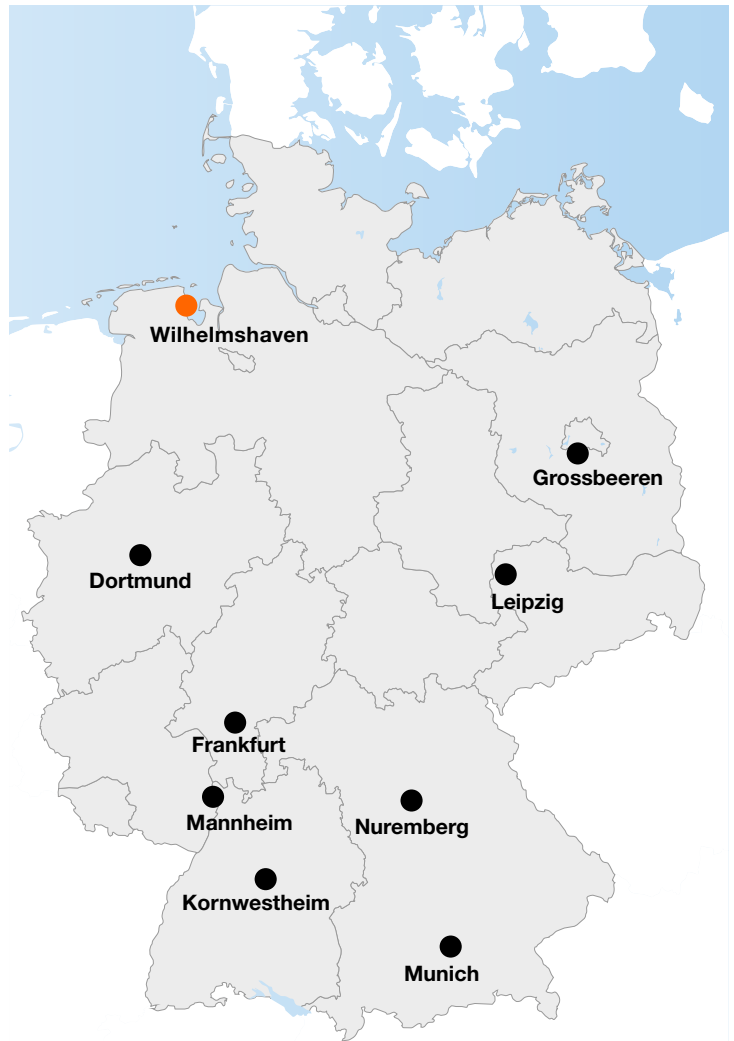 Wilhelmshaven
Grossbeeren
Dortmund
Leipzig
Frankfurt
Mannheim
Nuremberg
Kornwestheim
Munich